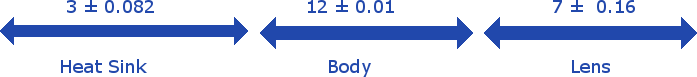 3 ± 0.082 12 ± 0.01 7 ± 0.16
Heat Sink Body Lens